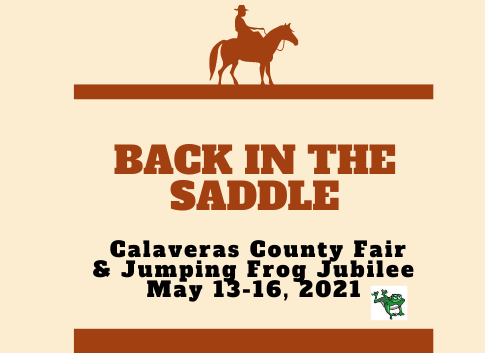 BACK IN THE
SADDLE
Calaveras County Fair
& Jumping Frog Jubilee
May 13-16, 2021